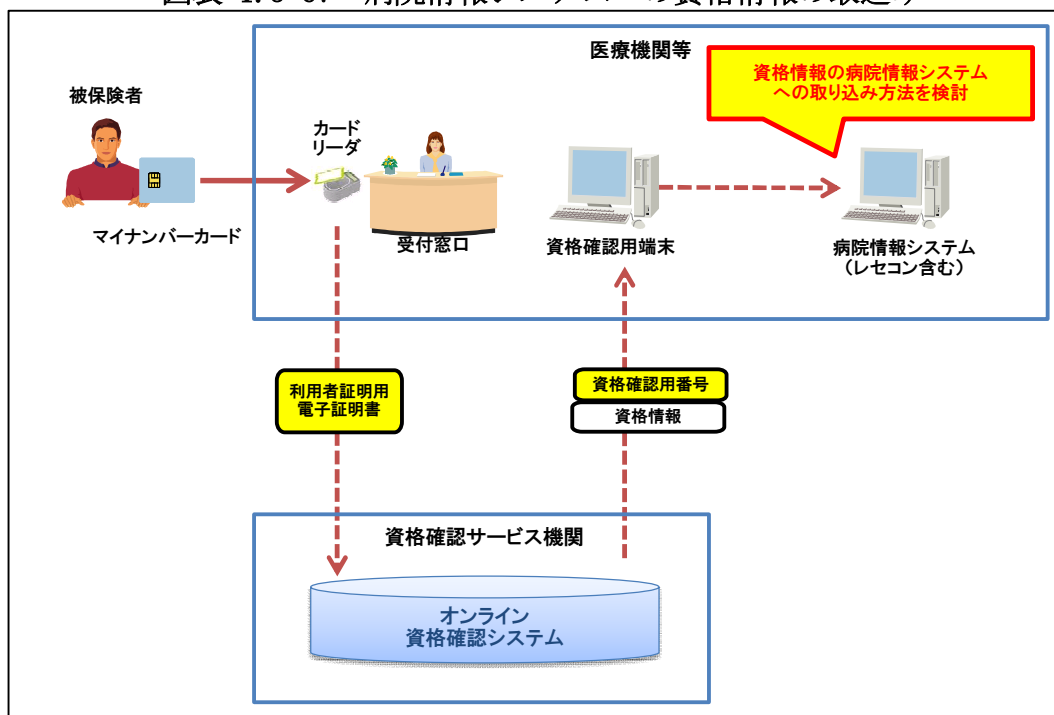 医療機関等
資格情報の病院情報システム
への取り込み方法を検討
被保険者
カード
リーダ
マイナンバーカード
受付窓口
資格確認用端末
病院情報システム
（レセコン含む）
利用者証明用
電子証明書
資格確認用番号
資格情報
資格確認サービス機関
オンライン
資格確認システム